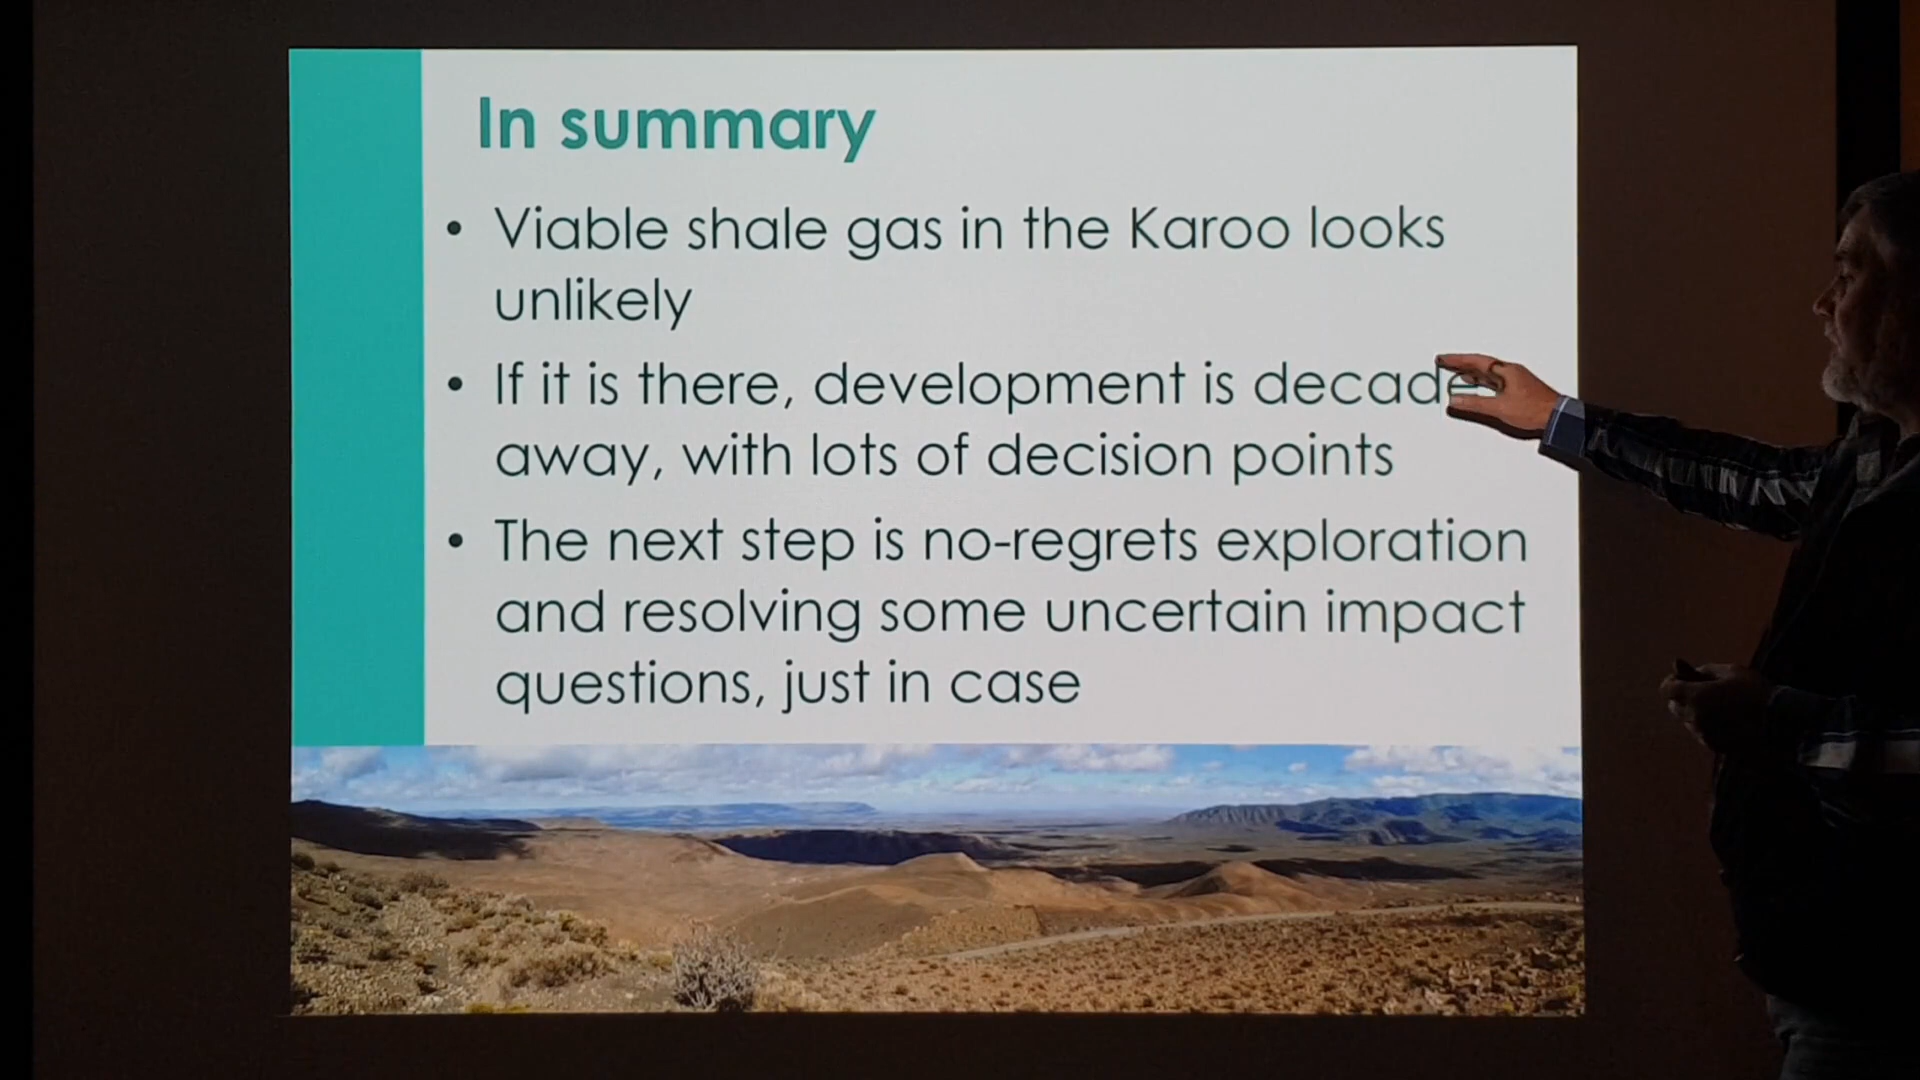 In summary
• Viable shale gas in the Karoo looks
unlikely
• If it is there, development is decade
away, with lots of decision points
• The next step is no-regrets exploration
and resolving some uncertain impact
questions, just in case